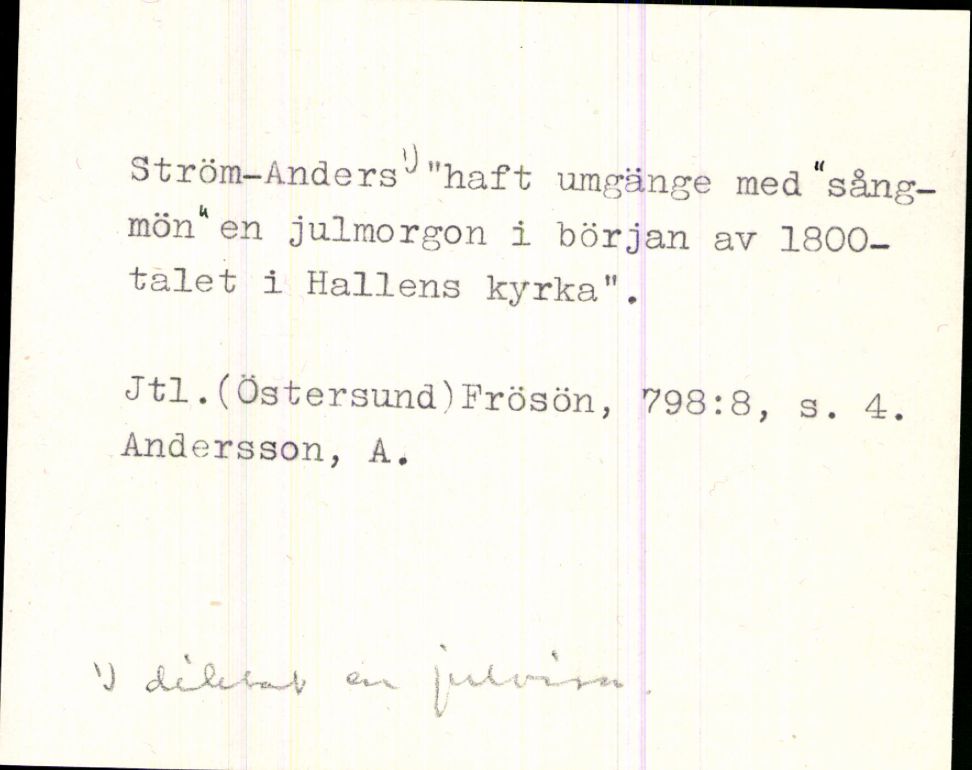 Ström-Anders¹⁾ "haft umgänge med "sång-
mön" en julmorgon i början av 1800-
talet i Hallens kyrka".
Jtl.(Östersund)Frösön, 798:8, s. 4.
Andersson, A.
¹⁾ diktat en julvisa.